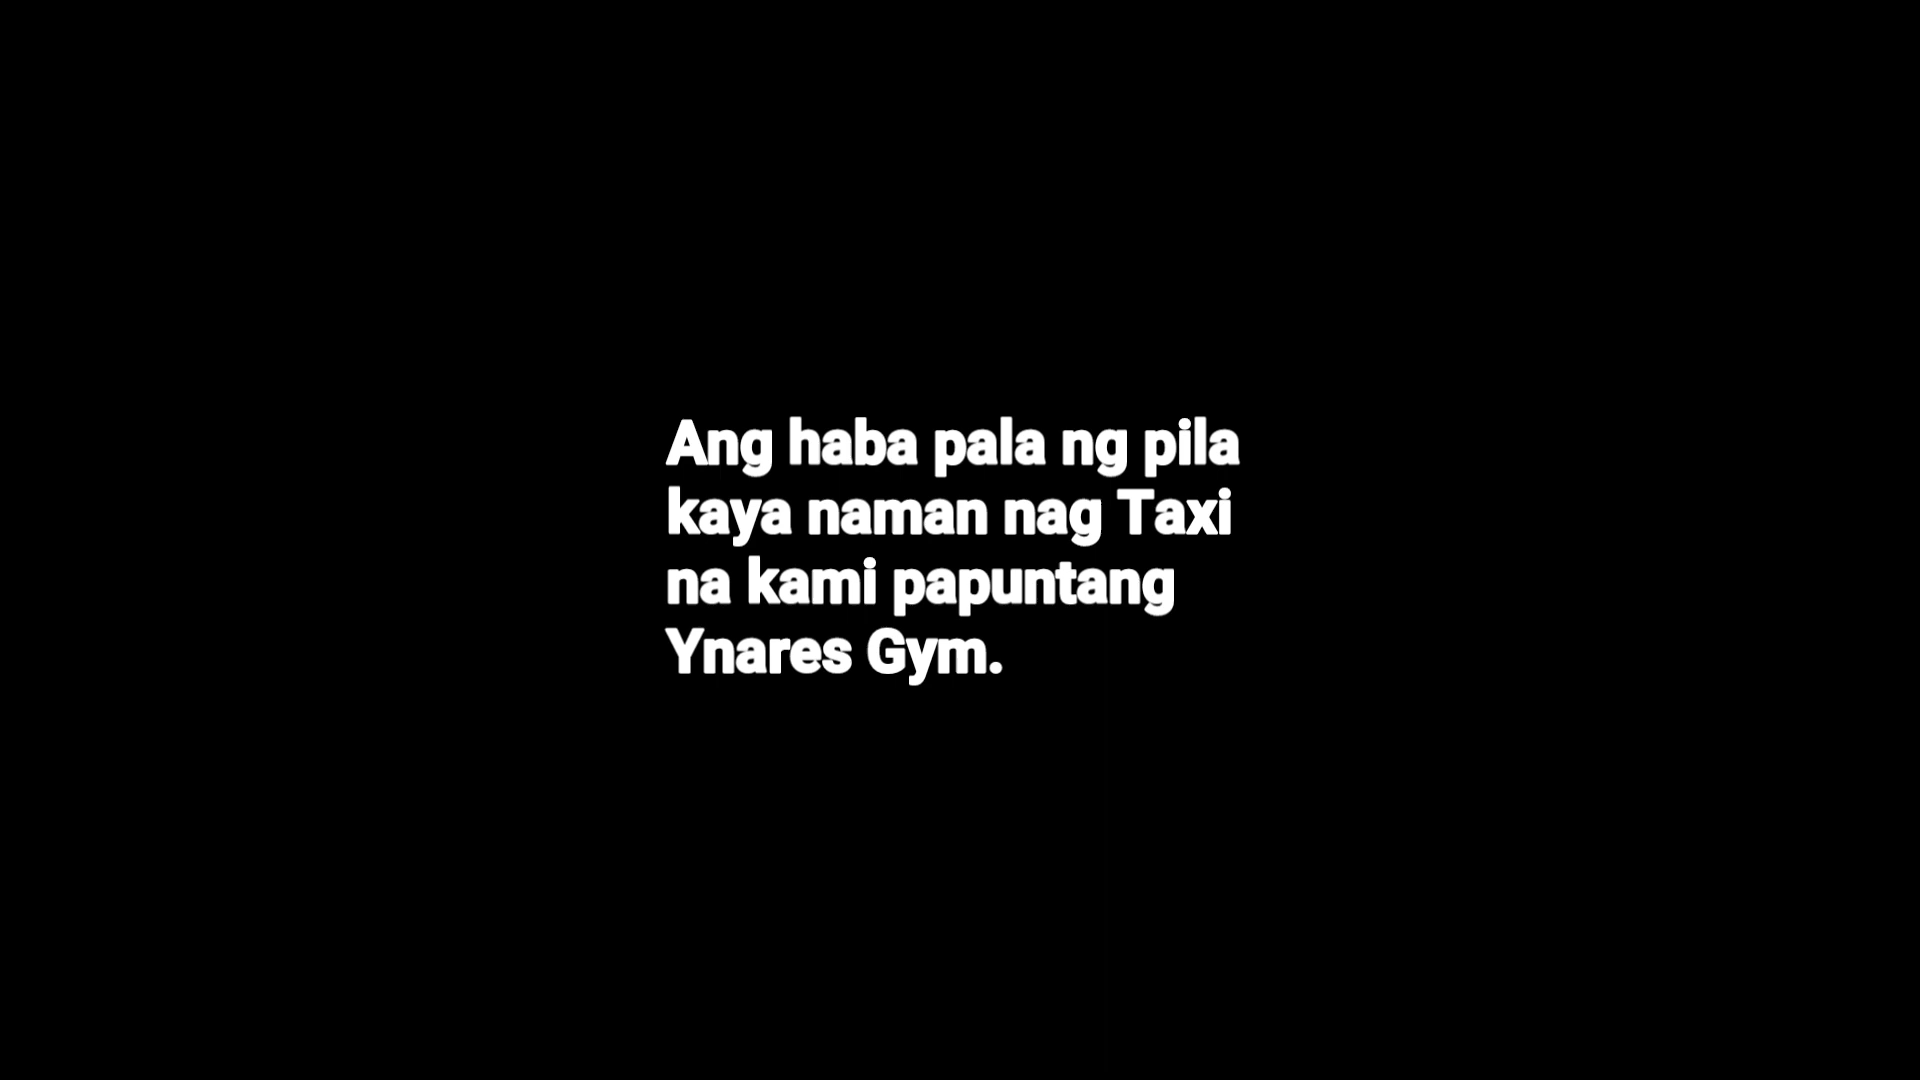 Ang haba pala ng pila
kaya naman nag Taxi
na kami papuntang
Ynares Gym.